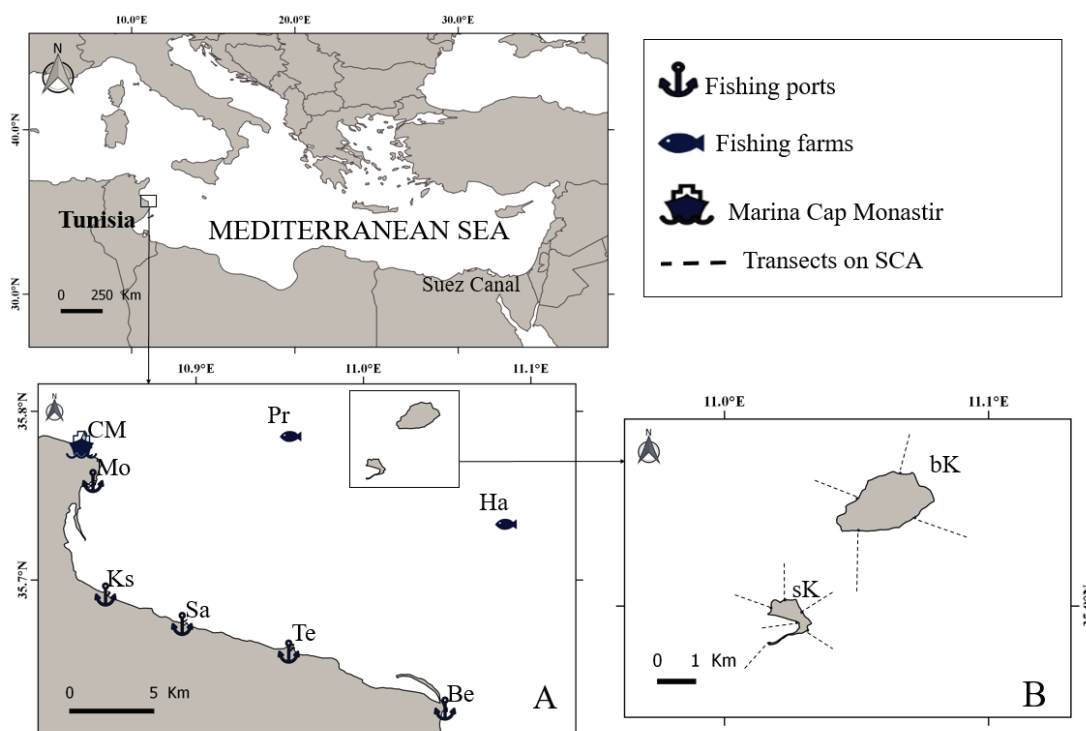 10.0°E 20.0°E 30.0°E
N
40.0°N
30.0°N
Tunisia
MEDITERRANEAN SEA
Suez Canal
0 250 Km
Fishing ports
Fishing farms
Marina Cap Monastir
Transects on SCA
10.9°E 11.0°E 11.1°E
35.8°N
35.7°N
N
CM
Mo
Pr
Ha
Ks
Sa
Te
Be
0 5 Km
A
11.0°E 11.1°E
N
bK
sK
0 1 Km
B